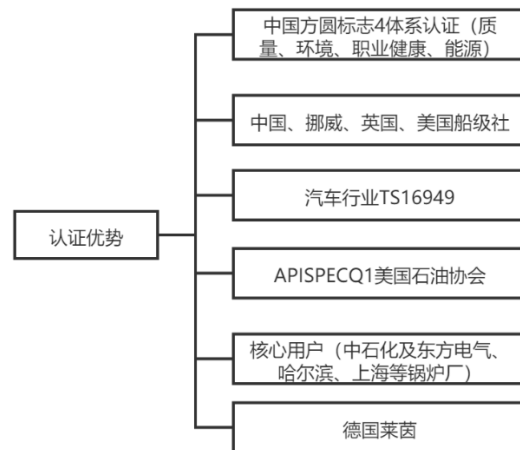 认证优势
中国方圆标志4体系认证（质
量、环境、职业健康、能源）
中国、挪威、英国、美国船级社
汽车行业TS16949
APISPECQ1美国石油协会
核心用户（中石化及东方电气、
哈尔滨、上海等锅炉厂）
德国莱茵